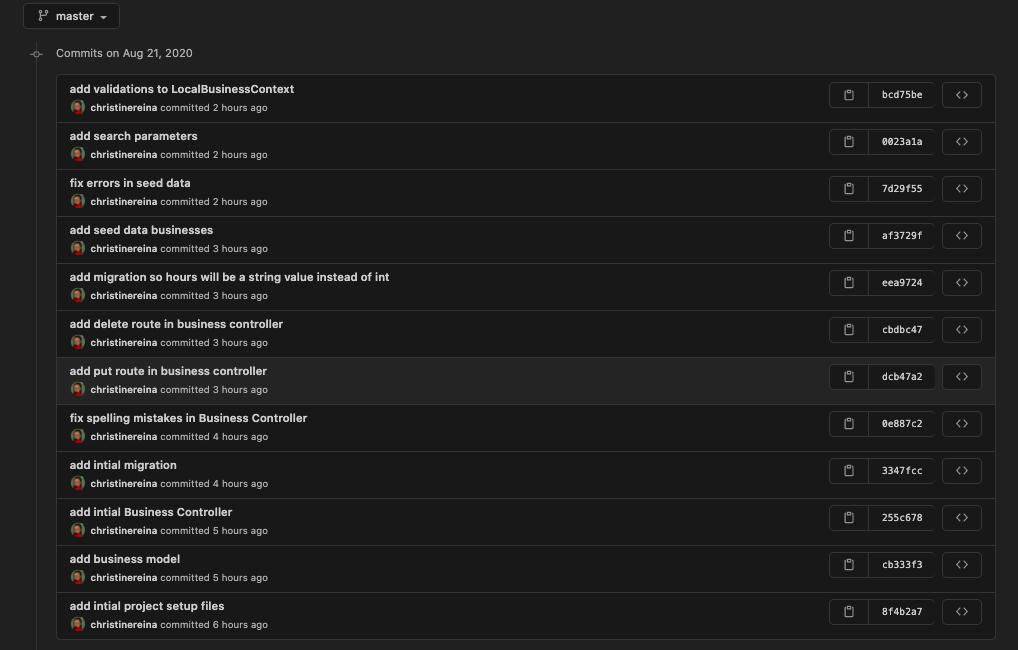 master
Commits on Aug 21, 2020
add validations to LocalBusinessContext
christinereina committed 2 hours ago
bcd75be
add search parameters
christinereina committed 2 hours ago
0023a1a
fix errors in seed data
christinereina committed 2 hours ago
7d29f55
add seed data businesses
christinereina committed 3 hours ago
af3729f
add migration so hours will be a string value instead of int
christinereina committed 3 hours ago
eea9724
add delete route in business controller
christinereina committed 3 hours ago
cbdbc47
add put route in business controller
christinereina committed 3 hours ago
dcb47a2
fix spelling mistakes in Business Controller
christinereina committed 4 hours ago
0e887c2
add intial migration
christinereina committed 4 hours ago
3347fcc
add intial Business Controller
christinereina committed 5 hours ago
255c678
add business model
christinereina committed 5 hours ago
cb333f3
add intial project setup files
christinereina committed 6 hours ago
8f4b2a7